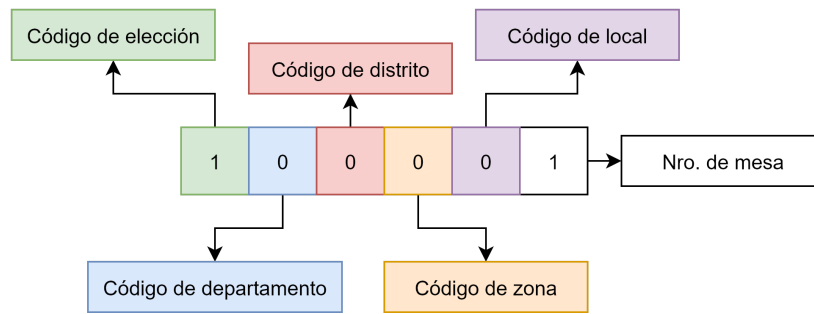 Código de elección
Código de local
Código de distrito
1 0 0 0 0 1
Nro. de mesa
Código de departamento
Código de zona